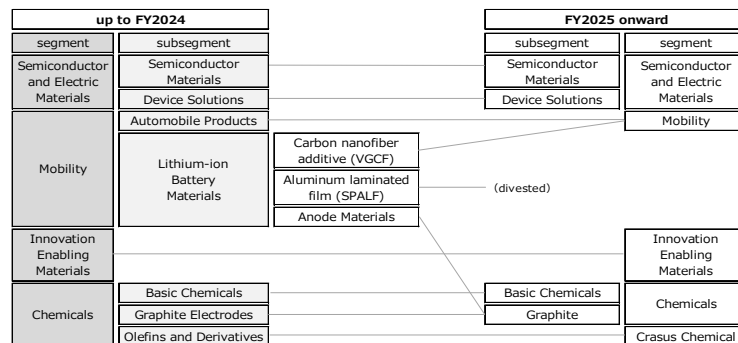 up to FY2024
FY2025 onward
segment
subsegment
subsegment
segment
Semiconductor
and Electric
Materials
Semiconductor
Materials
Semiconductor
Materials
Semiconductor
and Electric
Materials
Device Solutions
Device Solutions
Mobility
Automobile Products
Mobility
Lithium-ion
Battery
Materials
Carbon nanofiber
additive (VGCF)
Aluminum laminated
film (SPALF)
(divested)
Anode Materials
Innovation
Enabling
Materials
Innovation
Enabling
Materials
Chemicals
Basic Chemicals
Basic Chemicals
Chemicals
Graphite Electrodes
Graphite
Olefins and Derivatives
Crasus Chemical